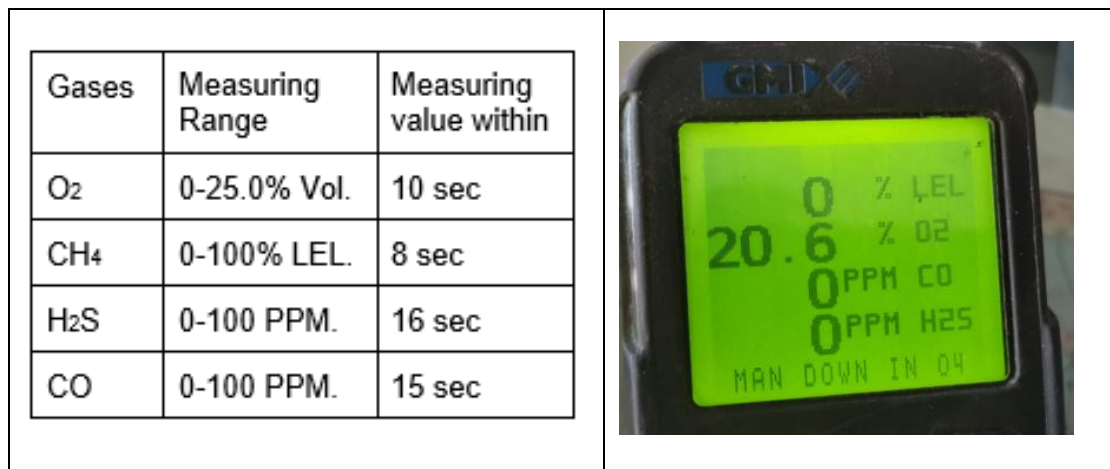 Gases Measuring Range Measuring value within
O2 0-25.0% Vol. 10 sec
CH4 0-100% LEL. 8 sec
H2S 0-100 PPM. 16 sec
CO 0-100 PPM. 15 sec
GMI
0 % LEL
20.6 % O2
0 PPM CO
0 PPM H2S
MAN DOWN IN 04